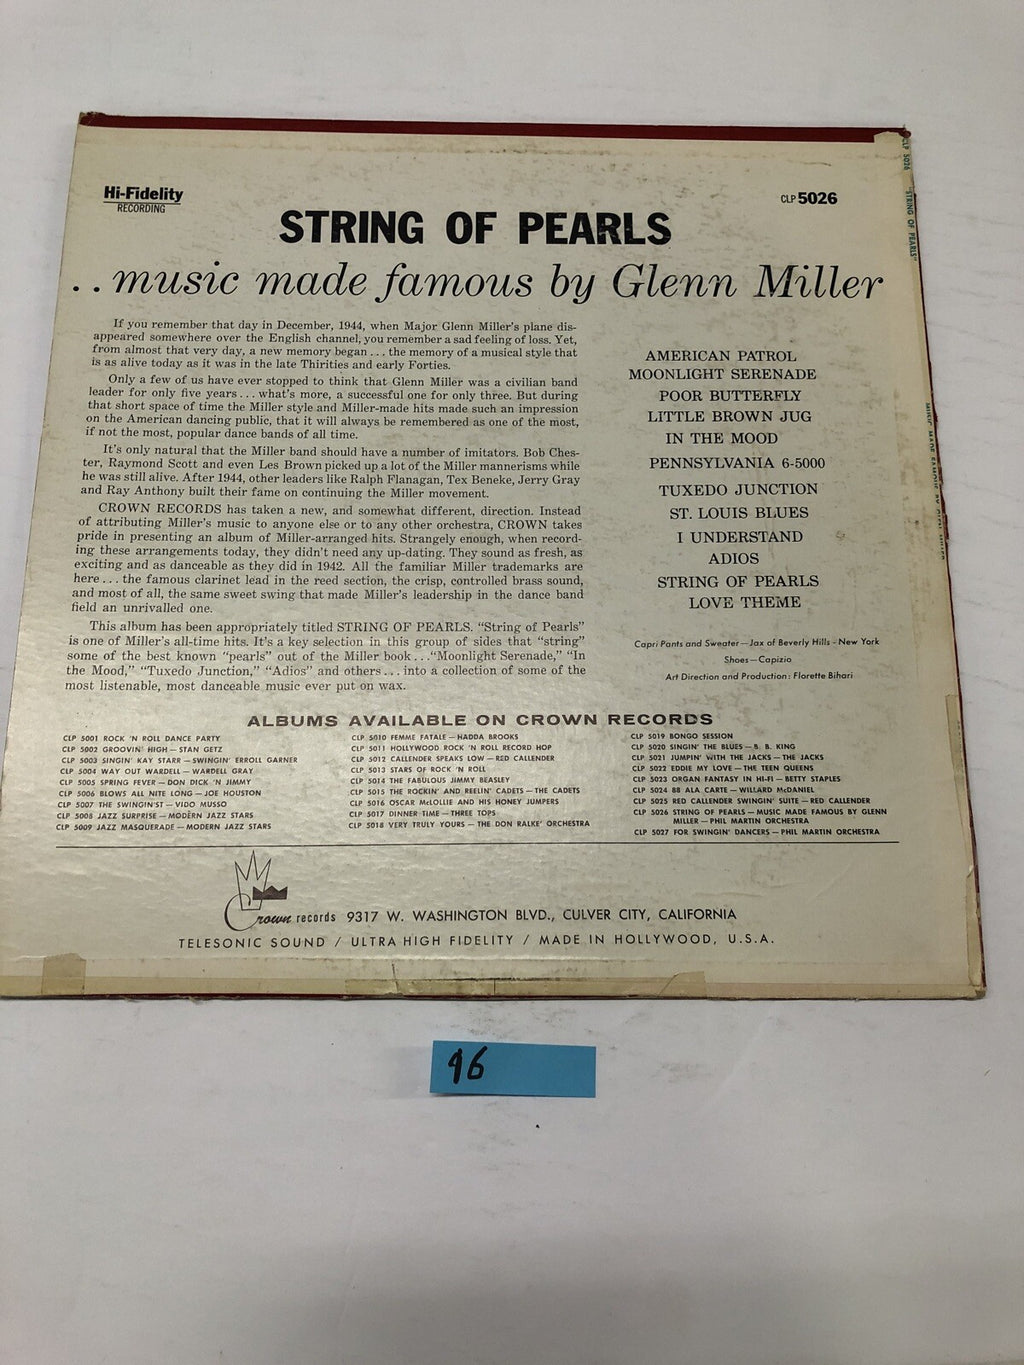 Hi-Fidelity
RECORDING
CLP 5026
STRING OF PEARLS
. . music made famous by Glenn Miller
If you remember that day in December, 1944, when Major Glenn Miller's plane dis-
appeared somewhere over the English channel, you remember a sad feeling of loss. Yet,
from almost that very day, a new memory began . . . the memory of a musical style that
is as alive today as it was in the late Thirities and early Forties.
Only a few of us have ever stopped to think that Glenn Miller was a civilian band
leader for only five years . . . what's more, a successful one for only three. But during
that short space of time the Miller style and Miller-made hits made such an impression
on the American dancing public, that it will always be remembered as one of the most,
if not the most, popular dance bands of all time.
It's only natural that the Miller band should have a number of imitators. Bob Ches-
ter, Raymond Scott and even Les Brown picked up a lot of the Miller mannerisms while
he was still alive. After 1944, other leaders like Ralph Flanagan, Tex Beneke, Jerry Gray
and Ray Anthony built their fame on continuing the Miller movement.
CROWN RECORDS has taken a new, and somewhat different, direction. Instead
of attributing Miller's music to anyone else or to any other orchestra, CROWN takes
pride in presenting an album of Miller-arranged hits. Strangely enough, when record-
ing these arrangements today, they didn't need any up-dating. They sound as fresh, as
exciting and as danceable as they did in 1942. All the familiar Miller trademarks are
here . . . the famous clarinet lead in the reed section, the crisp, controlled brass sound,
and most of all, the same sweet swing that made Miller's leadership in the dance band
field an unrivalled one.
This album has been appropriately titled STRING OF PEARLS. "String of Pearls"
is one of Miller's all-time hits. It's a key selection in this group of sides that "string"
some of the best known "pearls" out of the Miller book . . . "Moonlight Serenade," "In
the Mood," "Tuxedo Junction," "Adios" and others . . . into a collection of some of the
most listenable, most danceable music ever put on wax.
AMERICAN PATROL
MOONLIGHT SERENADE
POOR BUTTERFLY
LITTLE BROWN JUG
IN THE MOOD
PENNSYLVANIA 6-5000
TUXEDO JUNCTION
ST. LOUIS BLUES
I UNDERSTAND
ADIOS
STRING OF PEARLS
LOVE THEME
Capri Pants and Sweater—Jax of Beverly Hills - New York
Shoes—Capizio
Art Direction and Production: Florette Bihari
ALBUMS AVAILABLE ON CROWN RECORDS
CLP 5001 ROCK 'N ROLL DANCE PARTY
CLP 5002 GROOVIN' HIGH — STAN GETZ
CLP 5003 SINGIN' KAY STARR — SWINGIN' ERROLL GARNER
CLP 5004 WAY OUT WARDELL — WARDELL GRAY
CLP 5005 SPRING FEVER — DON DICK 'N JIMMY
CLP 5006 BLOWS ALL NITE LONG — JOE HOUSTON
CLP 5007 THE SWINGIN'ST — VIDO MUSSO
CLP 5008 JAZZ SURPRISE — MODERN JAZZ STARS
CLP 5009 JAZZ MASQUERADE — MODERN JAZZ STARS
CLP 5010 FEMME FATALE — HADDA BROOKS
CLP 5011 HOLLYWOOD ROCK 'N ROLL RECORD HOP
CLP 5012 CALLENDER SPEAKS LOW — RED CALLENDER
CLP 5013 STARS OF ROCK 'N ROLL
CLP 5014 THE FABULOUS JIMMY BEASLEY
CLP 5015 THE ROCKIN' AND REELIN' CADETS — THE CADETS
CLP 5016 OSCAR McLOLLIE AND HIS HONEY JUMPERS
CLP 5017 DINNER TIME — THREE TOPS
CLP 5018 VERY TRULY YOURS — THE DON RALKE' ORCHESTRA
CLP 5019 BONGO SESSION
CLP 5020 SINGIN' THE BLUES — B. B. KING
CLP 5021 JUMPIN' WITH THE JACKS — THE JACKS
CLP 5022 EDDIE MY LOVE — THE TEEN QUEENS
CLP 5023 ORGAN FANTASY IN HI-FI — BETTY STAPLES
CLP 5024 88 ALA CARTE — WILLARD McDANIEL
CLP 5025 RED CALLENDER SWINGIN' SUITE — RED CALLENDER
CLP 5026 STRING OF PEARLS — MUSIC MADE FAMOUS BY GLENN
MILLER — PHIL MARTIN ORCHESTRA
CLP 5027 FOR SWINGIN' DANCERS — PHIL MARTIN ORCHESTRA
Crown records 9317 W. WASHINGTON BLVD., CULVER CITY, CALIFORNIA
TELESONIC SOUND / ULTRA HIGH FIDELITY / MADE IN HOLLYWOOD, U.S.A.
CLP 5026 "STRING OF PEARLS" MUSIC MADE FAMOUS BY GLENN MILLER
96